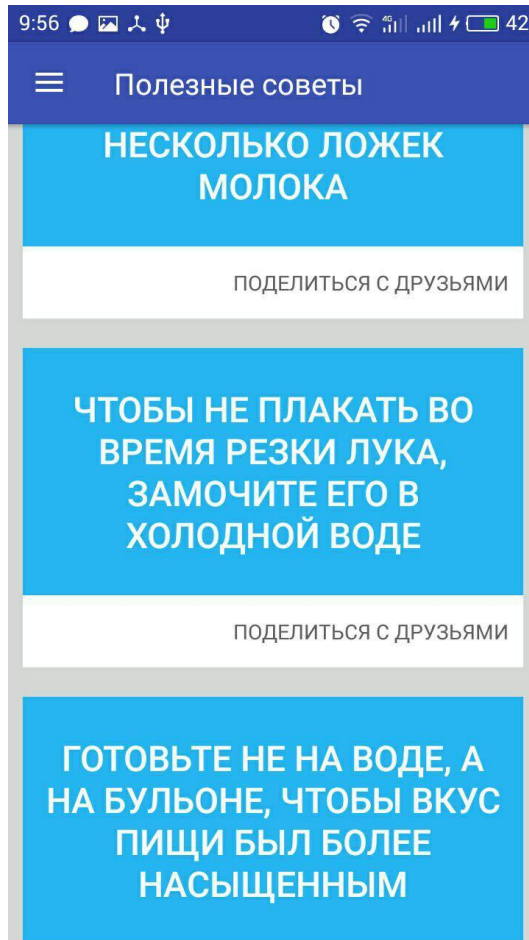 9:56 42
Полезные советы
НЕСКОЛЬКО ЛОЖЕК
МОЛОКА
ПОДЕЛИТЬСЯ С ДРУЗЬЯМИ
ЧТОБЫ НЕ ПЛАКАТЬ ВО
ВРЕМЯ РЕЗКИ ЛУКА,
ЗАМОЧИТЕ ЕГО В
ХОЛОДНОЙ ВОДЕ
ПОДЕЛИТЬСЯ С ДРУЗЬЯМИ
ГОТОВЬТЕ НЕ НА ВОДЕ, А
НА БУЛЬОНЕ, ЧТОБЫ ВКУС
ПИЩИ БЫЛ БОЛЕЕ
НАСЫЩЕННЫМ